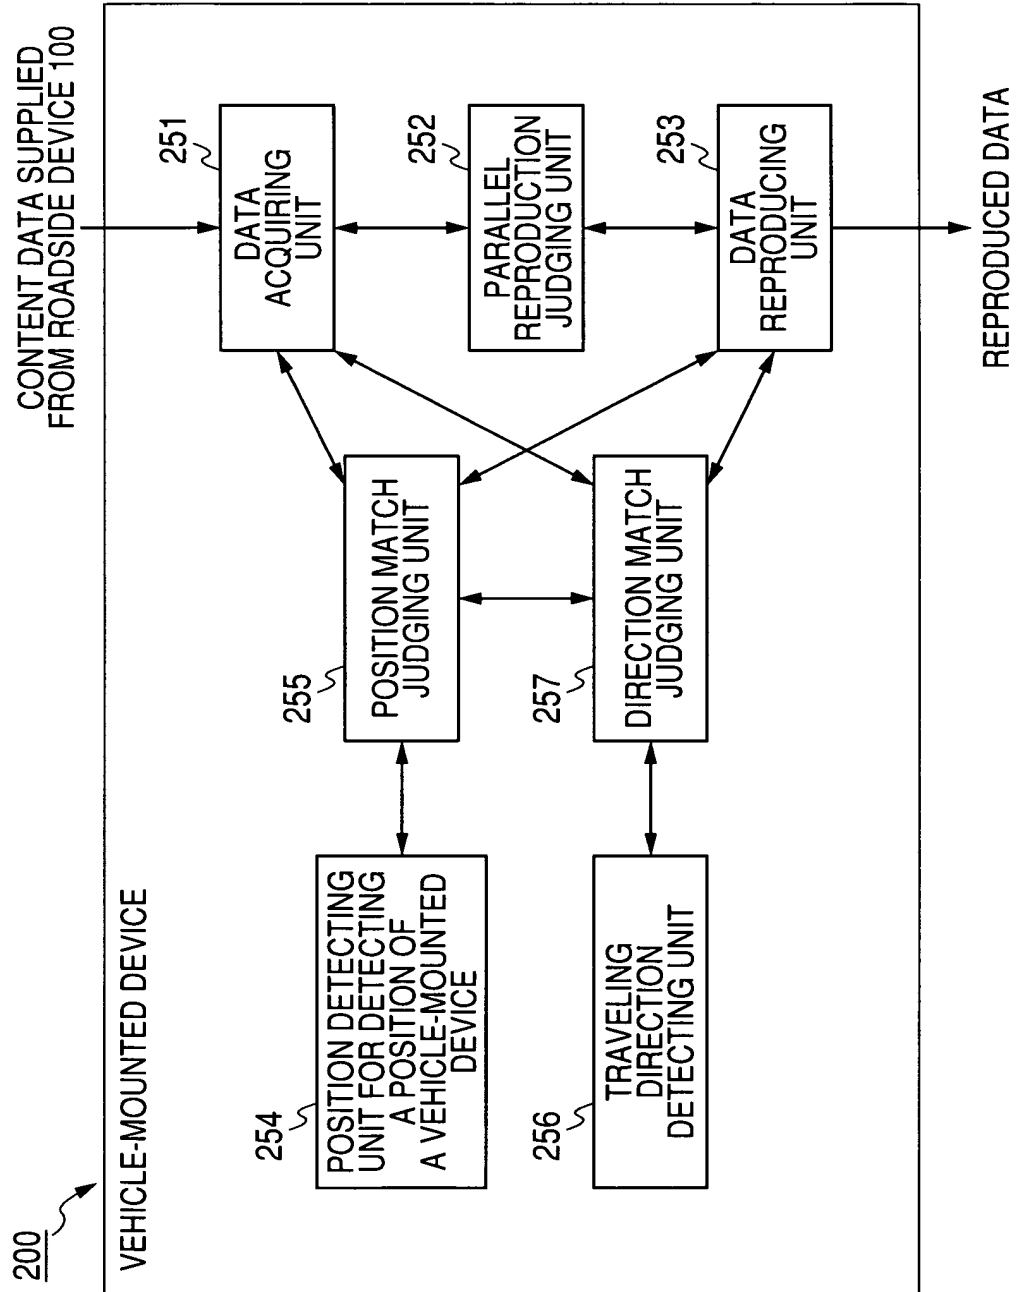 200
VEHICLE-MOUNTED DEVICE
CONTENT DATA SUPPLIED
FROM ROADSIDE DEVICE 100
254
POSITION DETECTING
UNIT FOR DETECTING
A POSITION OF
A VEHICLE-MOUNTED
DEVICE
255
POSITION MATCH
JUDGING UNIT
251
DATA
ACQUIRING
UNIT
252
PARALLEL
REPRODUCTION
JUDGING UNIT
256
TRAVELING
DIRECTION
DETECTING UNIT
257
DIRECTION MATCH
JUDGING UNIT
253
DATA
REPRODUCING
UNIT
REPRODUCED DATA